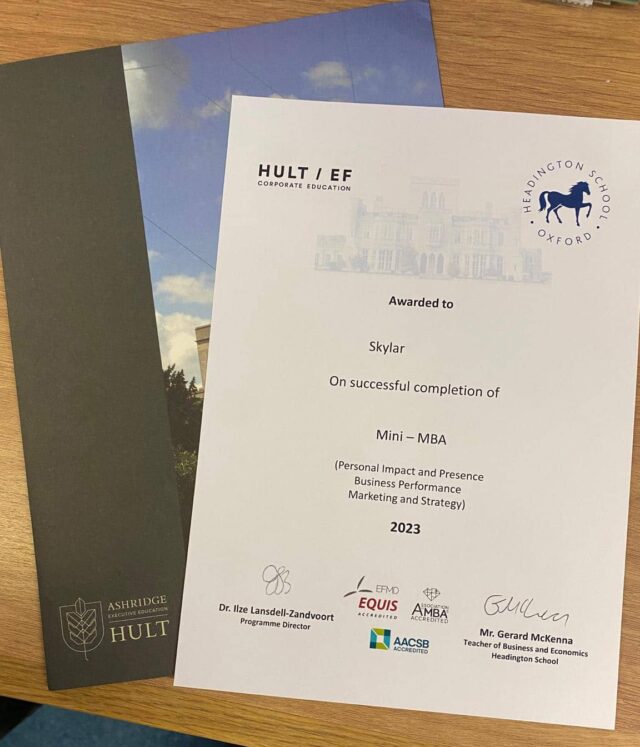 HULT / EF
CORPORATE EDUCATION
HEADINGTON SCHOOL
• OXFORD •
Awarded to
Skylar
On successful completion of
Mini – MBA
(Personal Impact and Presence
Business Performance
Marketing and Strategy)
2023
Dr. Ilze Lansdell-Zandvoort
Programme Director
EFMD
EQUIS
ACCREDITED
ASSOCIATION
AMBA
ACCREDITED
AACSB
ACCREDITED
Mr. Gerard McKenna
Teacher of Business and Economics
Headington School
ASHRIDGE
EXECUTIVE EDUCATION
HULT